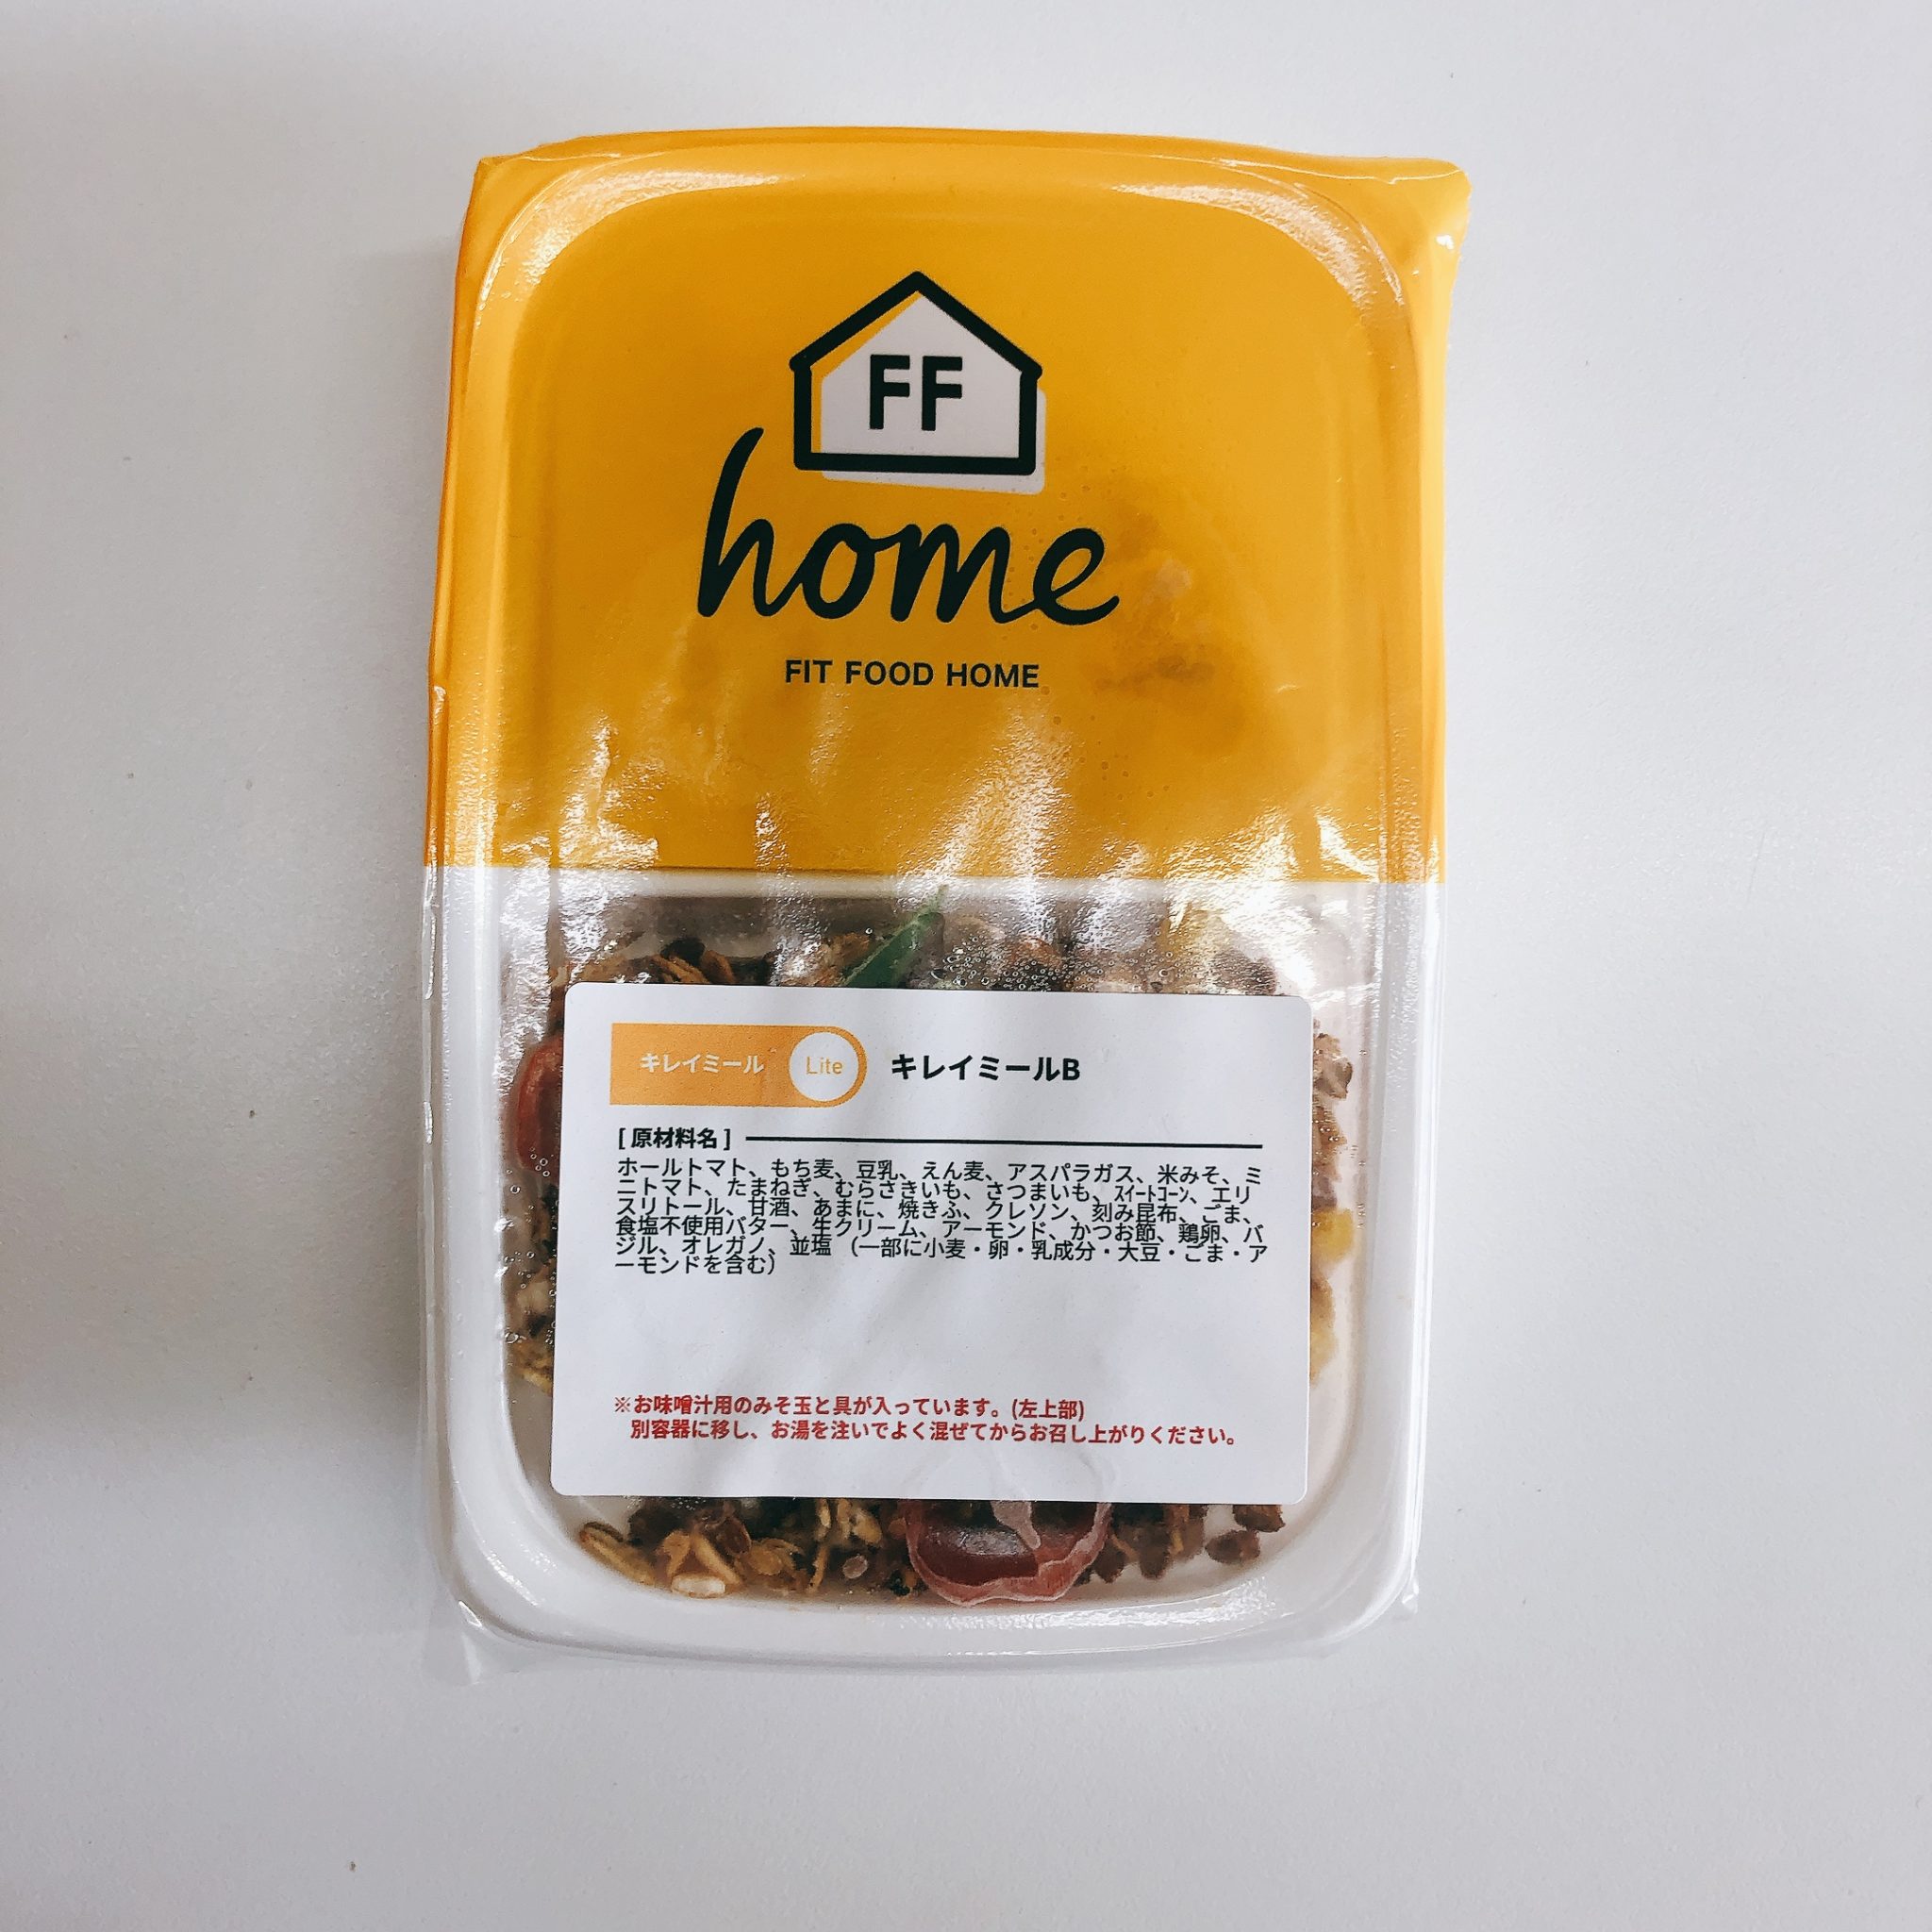 FF
home
FIT FOOD HOME
キレイミール Lite キレイミールB
[ 原材料名 ]
ホールトマト、もち麦、豆乳、えん麦、アスパラガス、米みそ、ミ
ニトマト、たまねぎ、むらさきいも、さつまいも、ｽｲｰﾄｺｰﾝ、エリ
スリトール、甘酒、あまに、焼きふ、クレソン、刻み昆布、ごま、
食塩不使用バター、生クリーム、アーモンド、かつお節、鶏卵、バ
ジル、オレガノ、並塩 （一部に小麦・卵・乳成分・大豆・ごま・ア
ーモンドを含む）
※お味噌汁用のみそ玉と具が入っています。(左上部)
別容器に移し、お湯を注いでよく混ぜてからお召し上がりください。